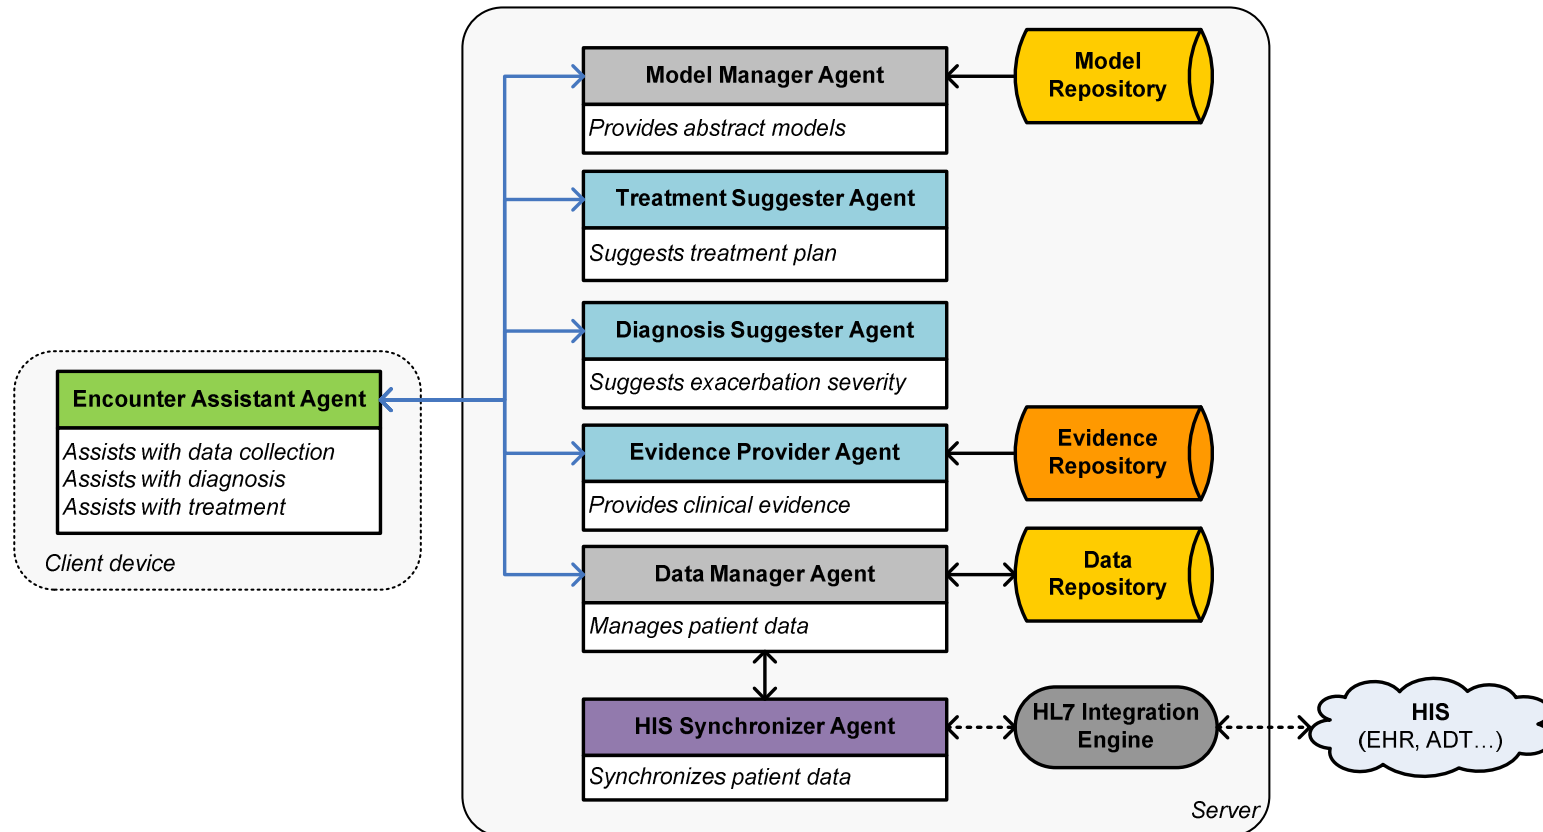 Model Manager Agent
Provides abstract models
Model
Repository
Treatment Suggester Agent
Suggests treatment plan
Diagnosis Suggester Agent
Suggests exacerbation severity
Encounter Assistant Agent
Assists with data collection
Assists with diagnosis
Assists with treatment
Client device
Evidence Provider Agent
Provides clinical evidence
Evidence
Repository
Data Manager Agent
Manages patient data
Data
Repository
HIS Synchronizer Agent
Synchronizes patient data
HL7 Integration
Engine
HIS
(EHR, ADT…)
Server